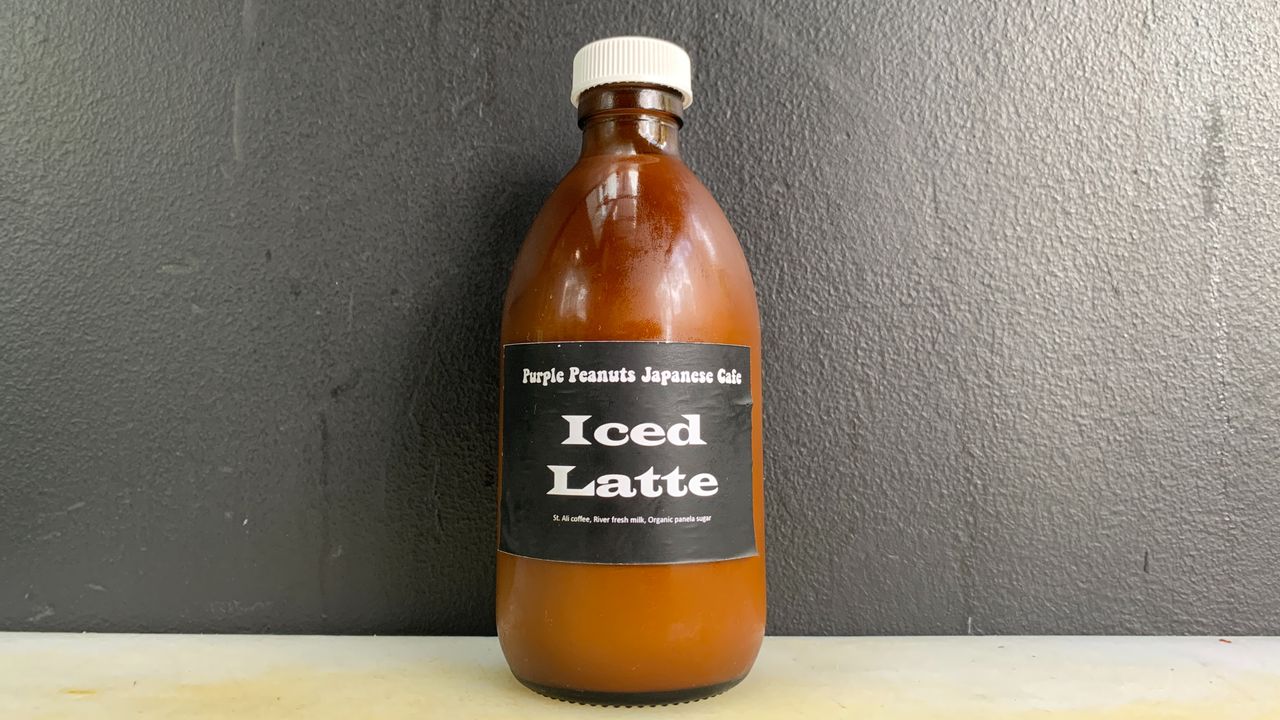 Purple Peanuts Japanese Cafe
Iced
Latte
St. Ali coffee, River fresh milk, Organic panela sugar